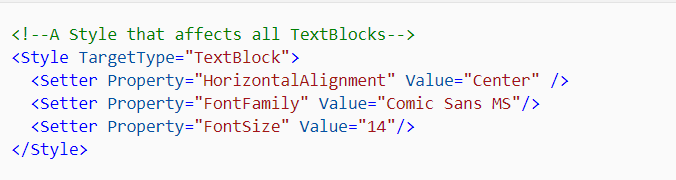 <!--A Style that affects all TextBlocks-->
<Style TargetType="TextBlock">
  <Setter Property="HorizontalAlignment" Value="Center" />
  <Setter Property="FontFamily" Value="Comic Sans MS"/>
  <Setter Property="FontSize" Value="14"/>
</Style>